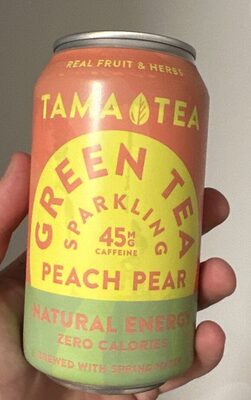 REAL FRUIT & HERBS
TAMA TEA
GREEN TEA
SPARKLING
45MG
CAFFEINE
PEACH PEAR
NATURAL ENERGY
ZERO CALORIES
BREWED WITH SPRING WATER